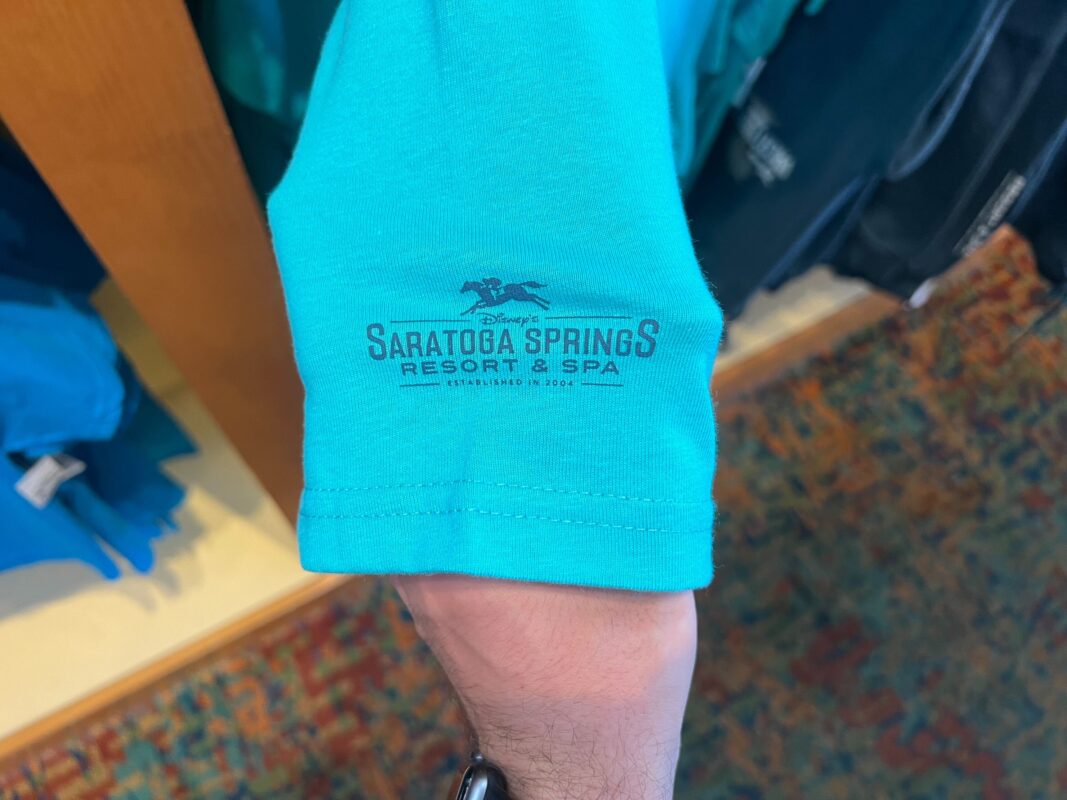 Disney's
SARATOGA SPRINGS
RESORT & SPA
ESTABLISHED IN 2004